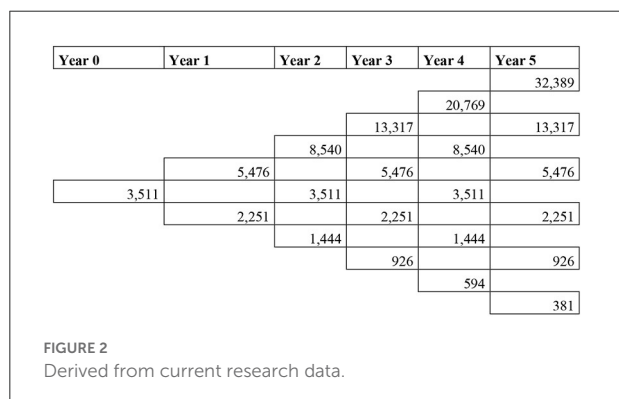 Year 0 Year 1 Year 2 Year 3 Year 4 Year 5
32,389
20,769
13,317 13,317
8,540 8,540
5,476 5,476 5,476
3,511 3,511 3,511
2,251 2,251 2,251
1,444 1,444
926 926
594
381
FIGURE 2
Derived from current research data.